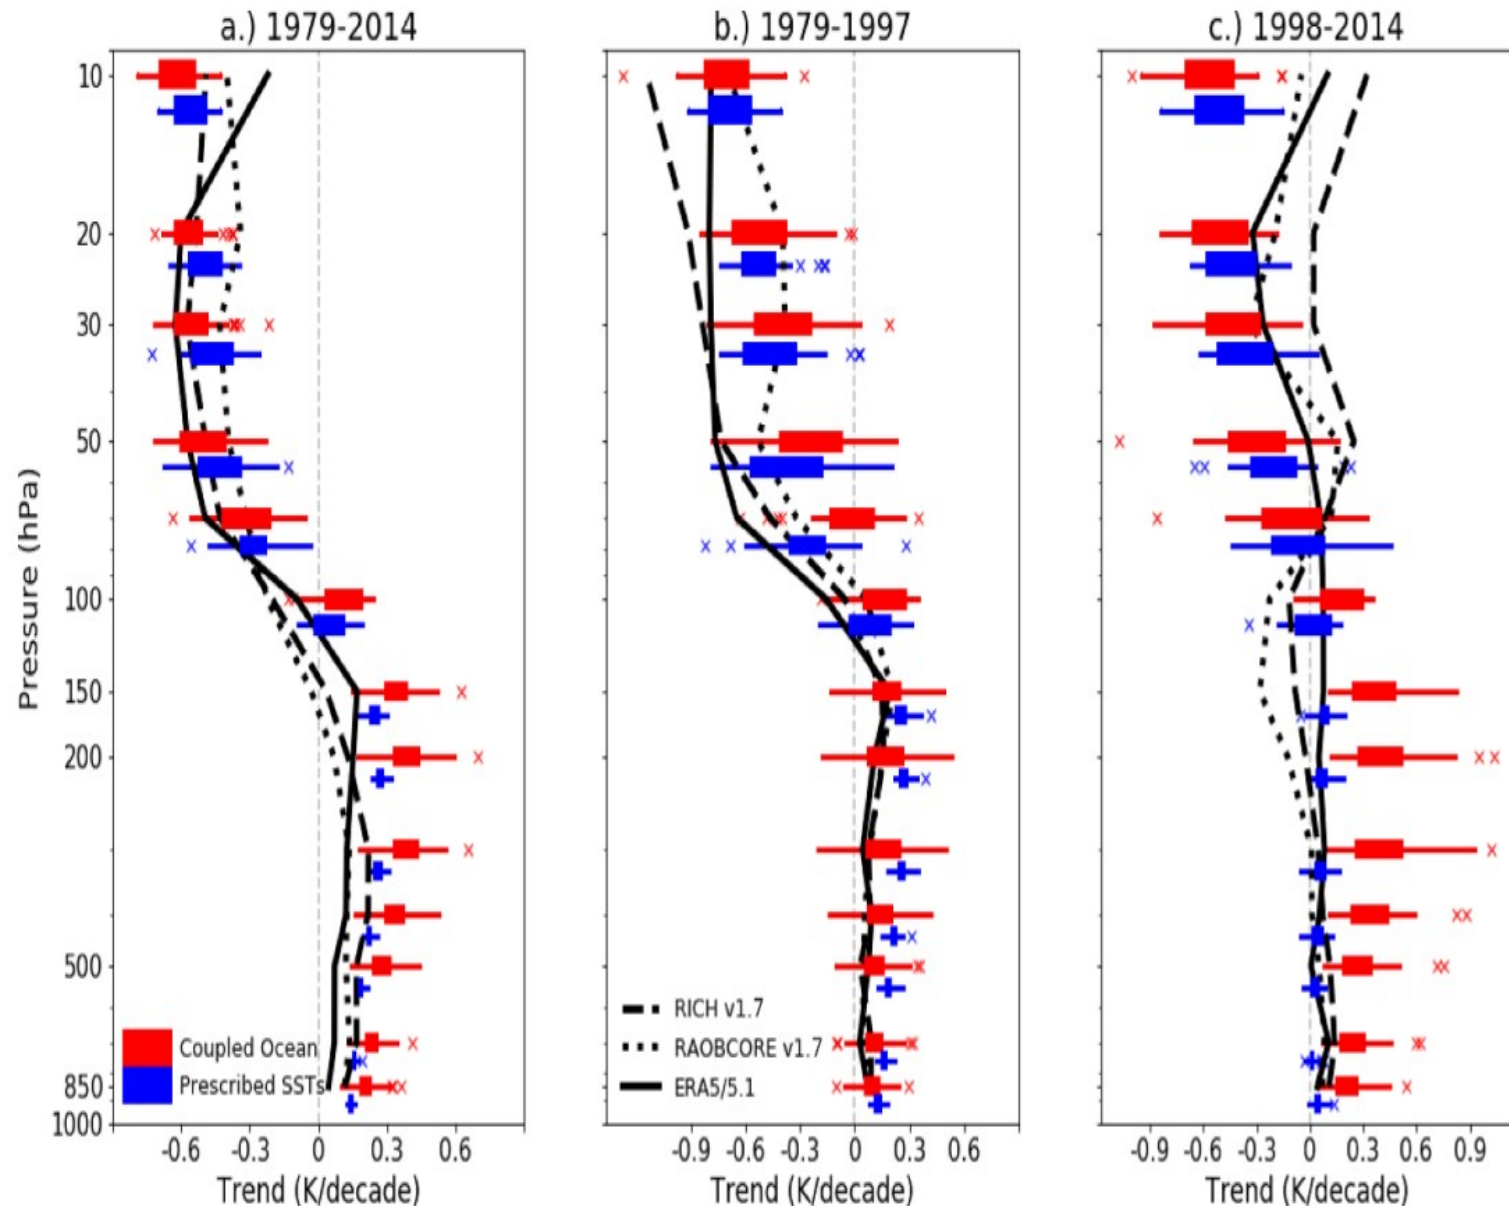 a.) 1979-2014
b.) 1979-1997
c.) 1998-2014
Pressure (hPa)
10
20
30
50
100
150
200
500
850
1000
Coupled Ocean
Prescribed SSTs
RICH v1.7
RAOBCORE v1.7
ERA5/5.1
-0.6 -0.3 0 0.3 0.6
-0.9 -0.6 -0.3 0 0.3 0.6
-0.9 -0.6 -0.3 0 0.3 0.6 0.9
Trend (K/decade)
Trend (K/decade)
Trend (K/decade)